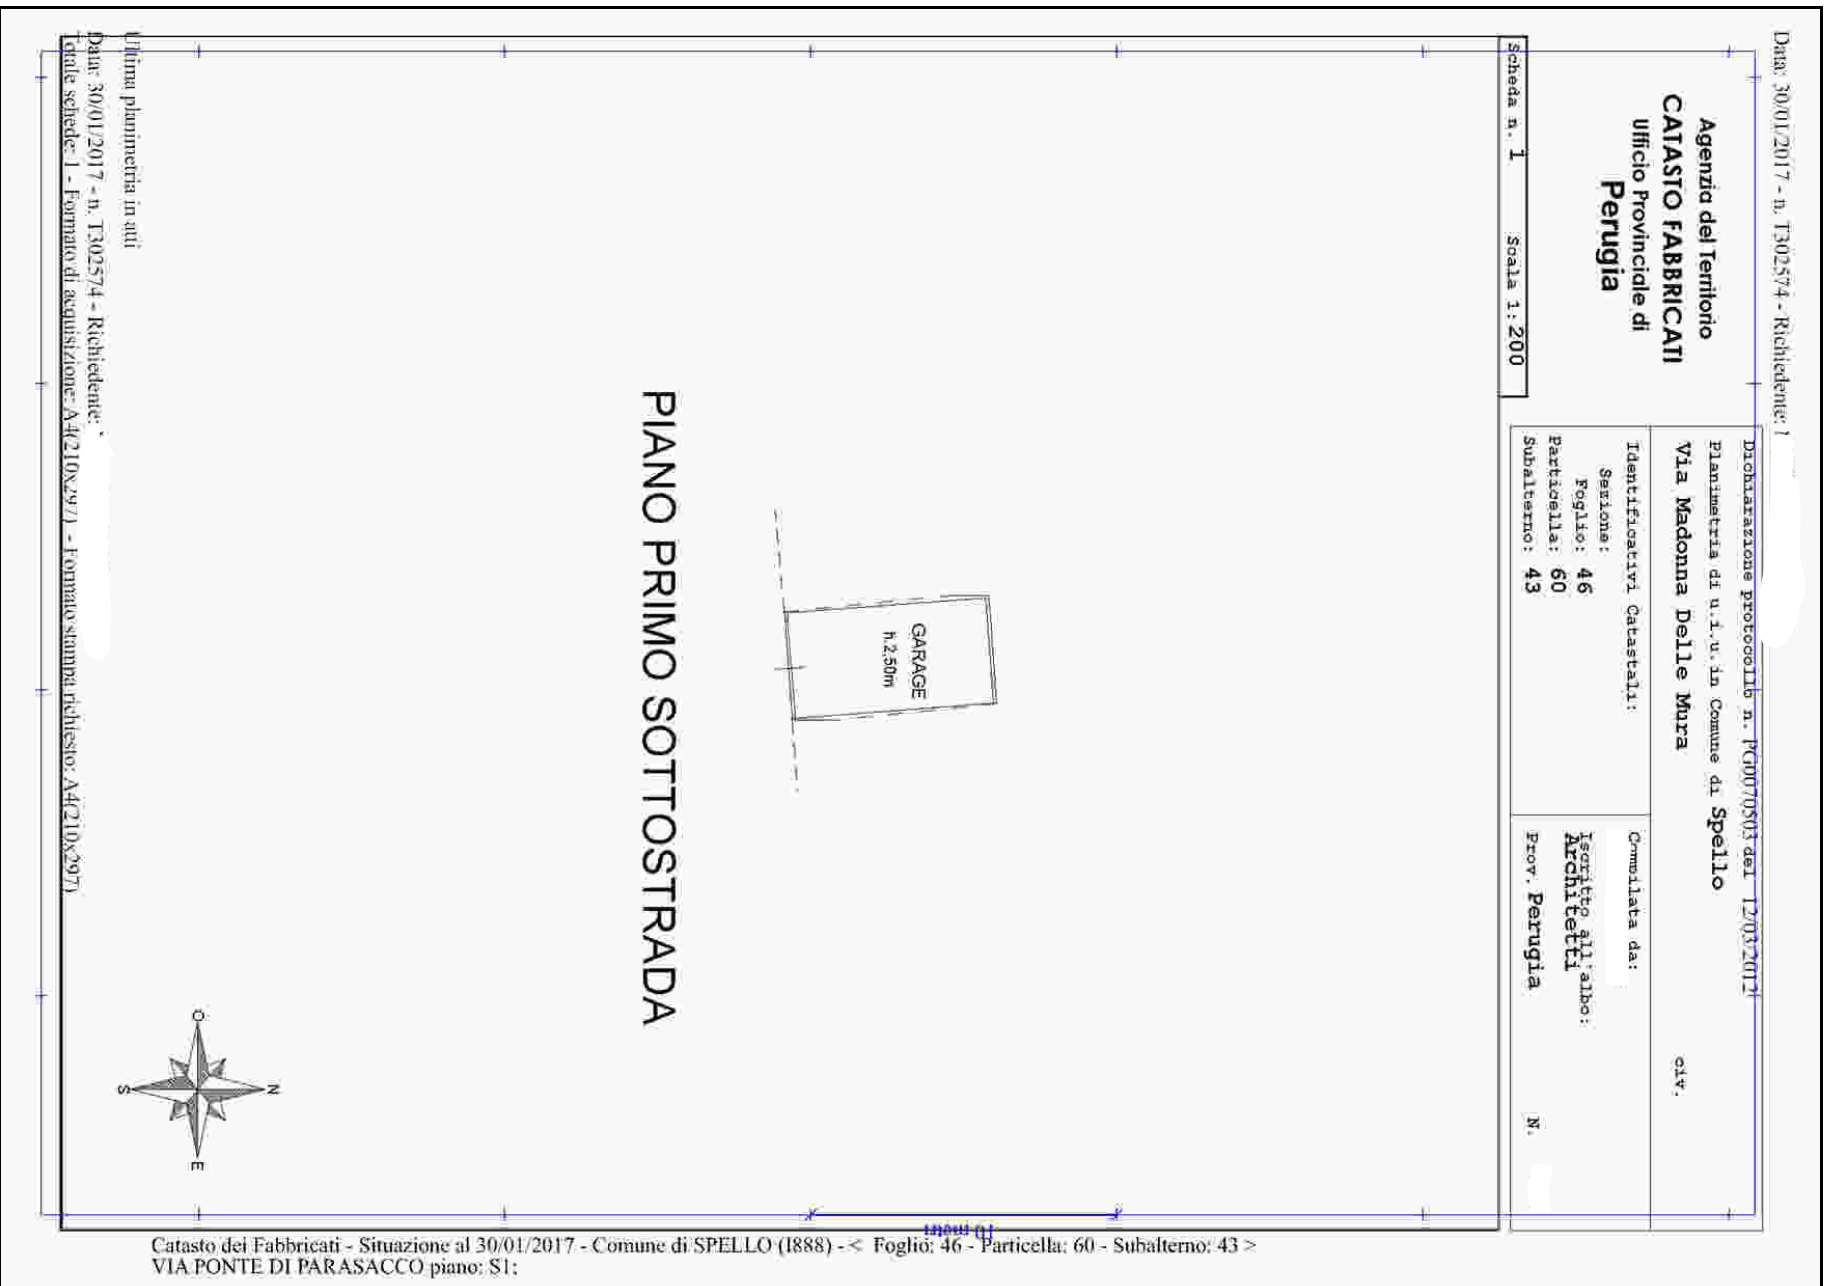 Data: 30/01/2017 - n. T302574 - Richiedente:
Agenzia del Territorio
CATASTO FABBRICATI
Ufficio Provinciale di
Perugia
Dichiarazione protocollo n. PG0070503 del 12/03/2012
Planimetria di u.i.u. in Comune di Spello
Via Madonna Delle Mura civ.
Identificativi Catastali:
Sezione:
Foglio: 46
Particella: 60
Subalterno: 43
Compilata da:
Iscritto all'albo:
Architetti
Prov. Perugia N.
Scheda n. 1 Scala 1:200
GARAGE
h.2,50m
PIANO PRIMO SOTTOSTRADA
O
N
S
E
10 metri
Ultima planimetria in atti
Data: 30/01/2017 - n. T302574 - Richiedente:
Totale schede: 1 - Formato di acquisizione: A4(210x297) - Formato stampa richiesto: A4(210x297)
Catasto dei Fabbricati - Situazione al 30/01/2017 - Comune di SPELLO (I888) - < Foglio: 46 - Particella: 60 - Subalterno: 43 >
VIA PONTE DI PARASACCO piano: S1;